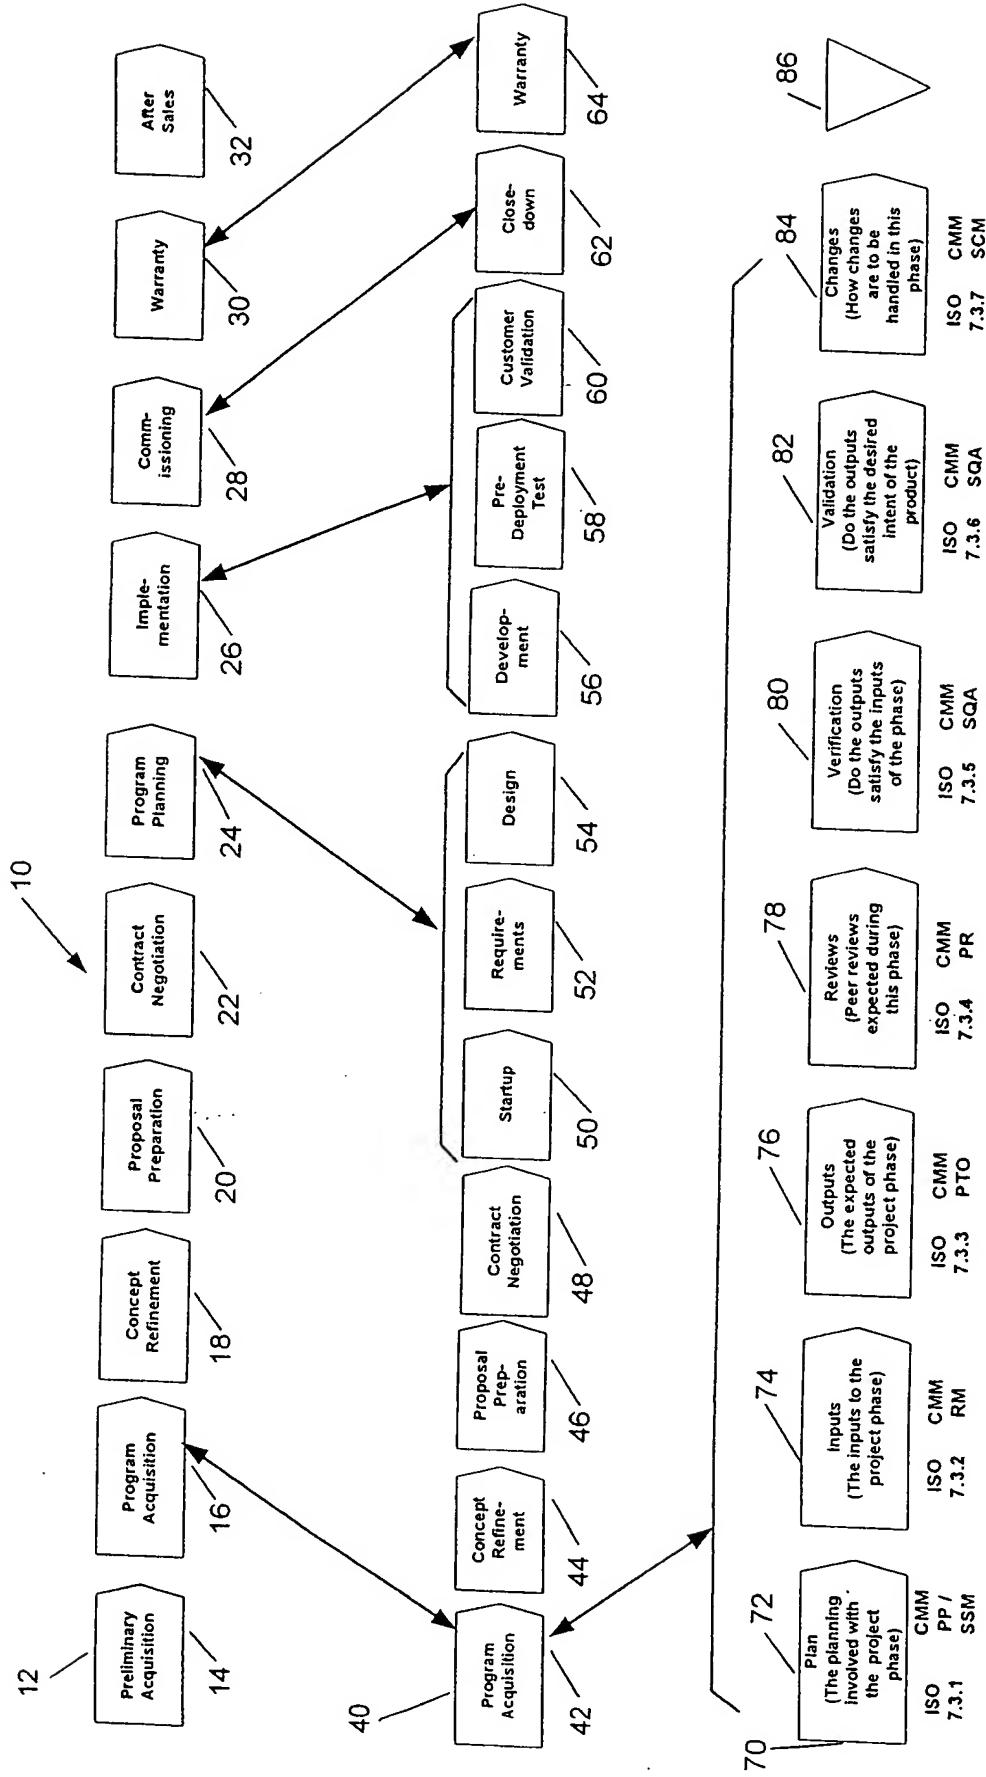 10
12
Preliminary
Acquisition
14
Program
Acquisition
16
Concept
Refinement
18
Proposal
Preparation
20
Contract
Negotiation
22
Program
Planning
24
Imple-
mentation
26
Comm-
issioning
28
Warranty
30
After
Sales
32
40
Program
Acquisition
42
Concept
Refine-
ment
44
Proposal
Prep-
aration
46
Contract
Negotiation
48
Startup
50
Require-
ments
52
Design
54
Develop-
ment
56
Pre-
Deployment
Test
58
Customer
Validation
60
Close-
down
62
Warranty
64
70
72
Plan
(The planning
involved with
the project
phase)
ISO
7.3.1
CMM
PP /
SSM
74
Inputs
(The inputs to the
project phase)
ISO
7.3.2
CMM
RM
76
Outputs
(The expected
outputs of the
project phase)
ISO
7.3.3
CMM
PTO
78
Reviews
(Peer reviews
expected during
this phase)
ISO
7.3.4
CMM
PR
80
Verification
(Do the outputs
satisfy the inputs
of the phase)
ISO
7.3.5
CMM
SQA
82
Validation
(Do the outputs
satisfy the desired
intent of the
product)
ISO
7.3.6
CMM
SQA
84
Changes
(How changes
are to be
handled in this
phase)
ISO
7.3.7
CMM
SCM
86